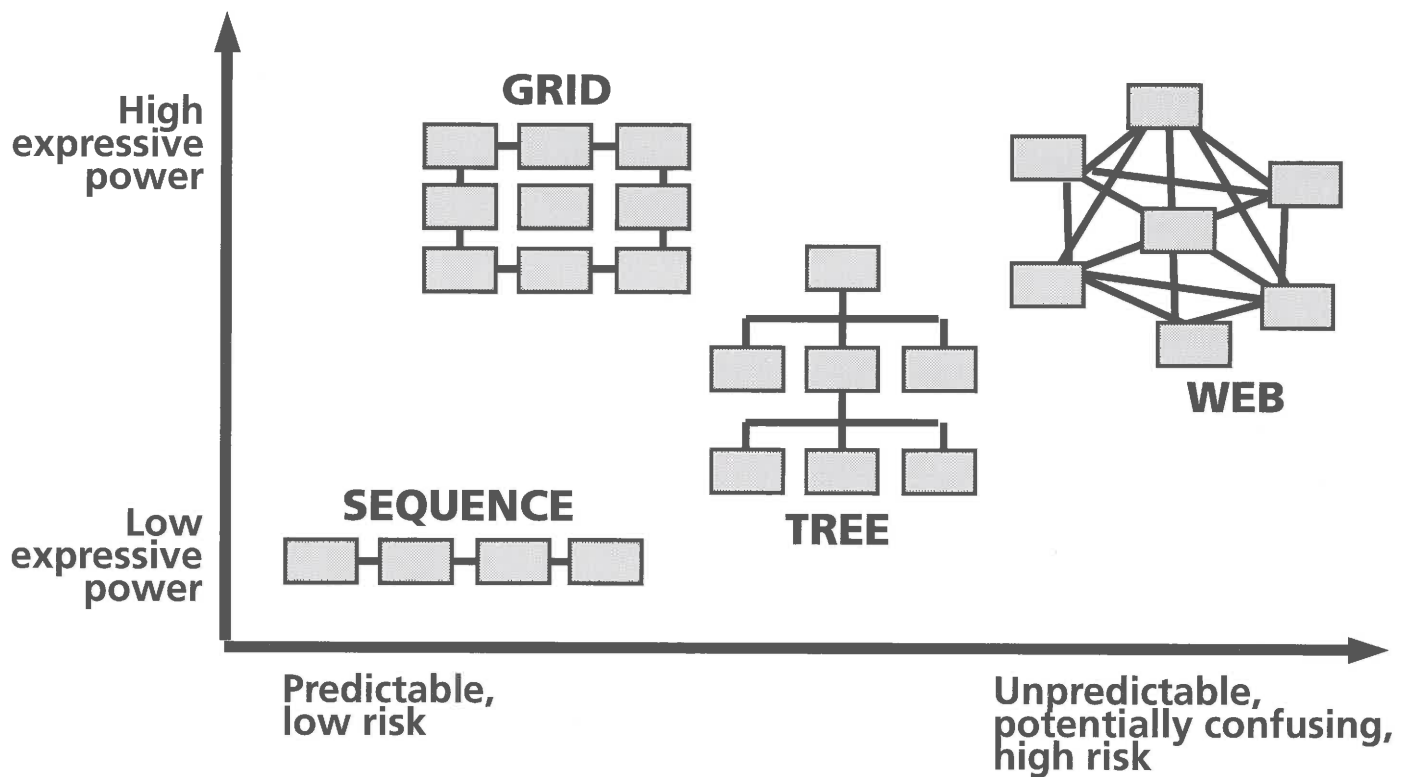 GRID
High
expressive
power
WEB
SEQUENCE
TREE
Low
expressive
power
Predictable,
low risk
Unpredictable,
potentially confusing,
high risk